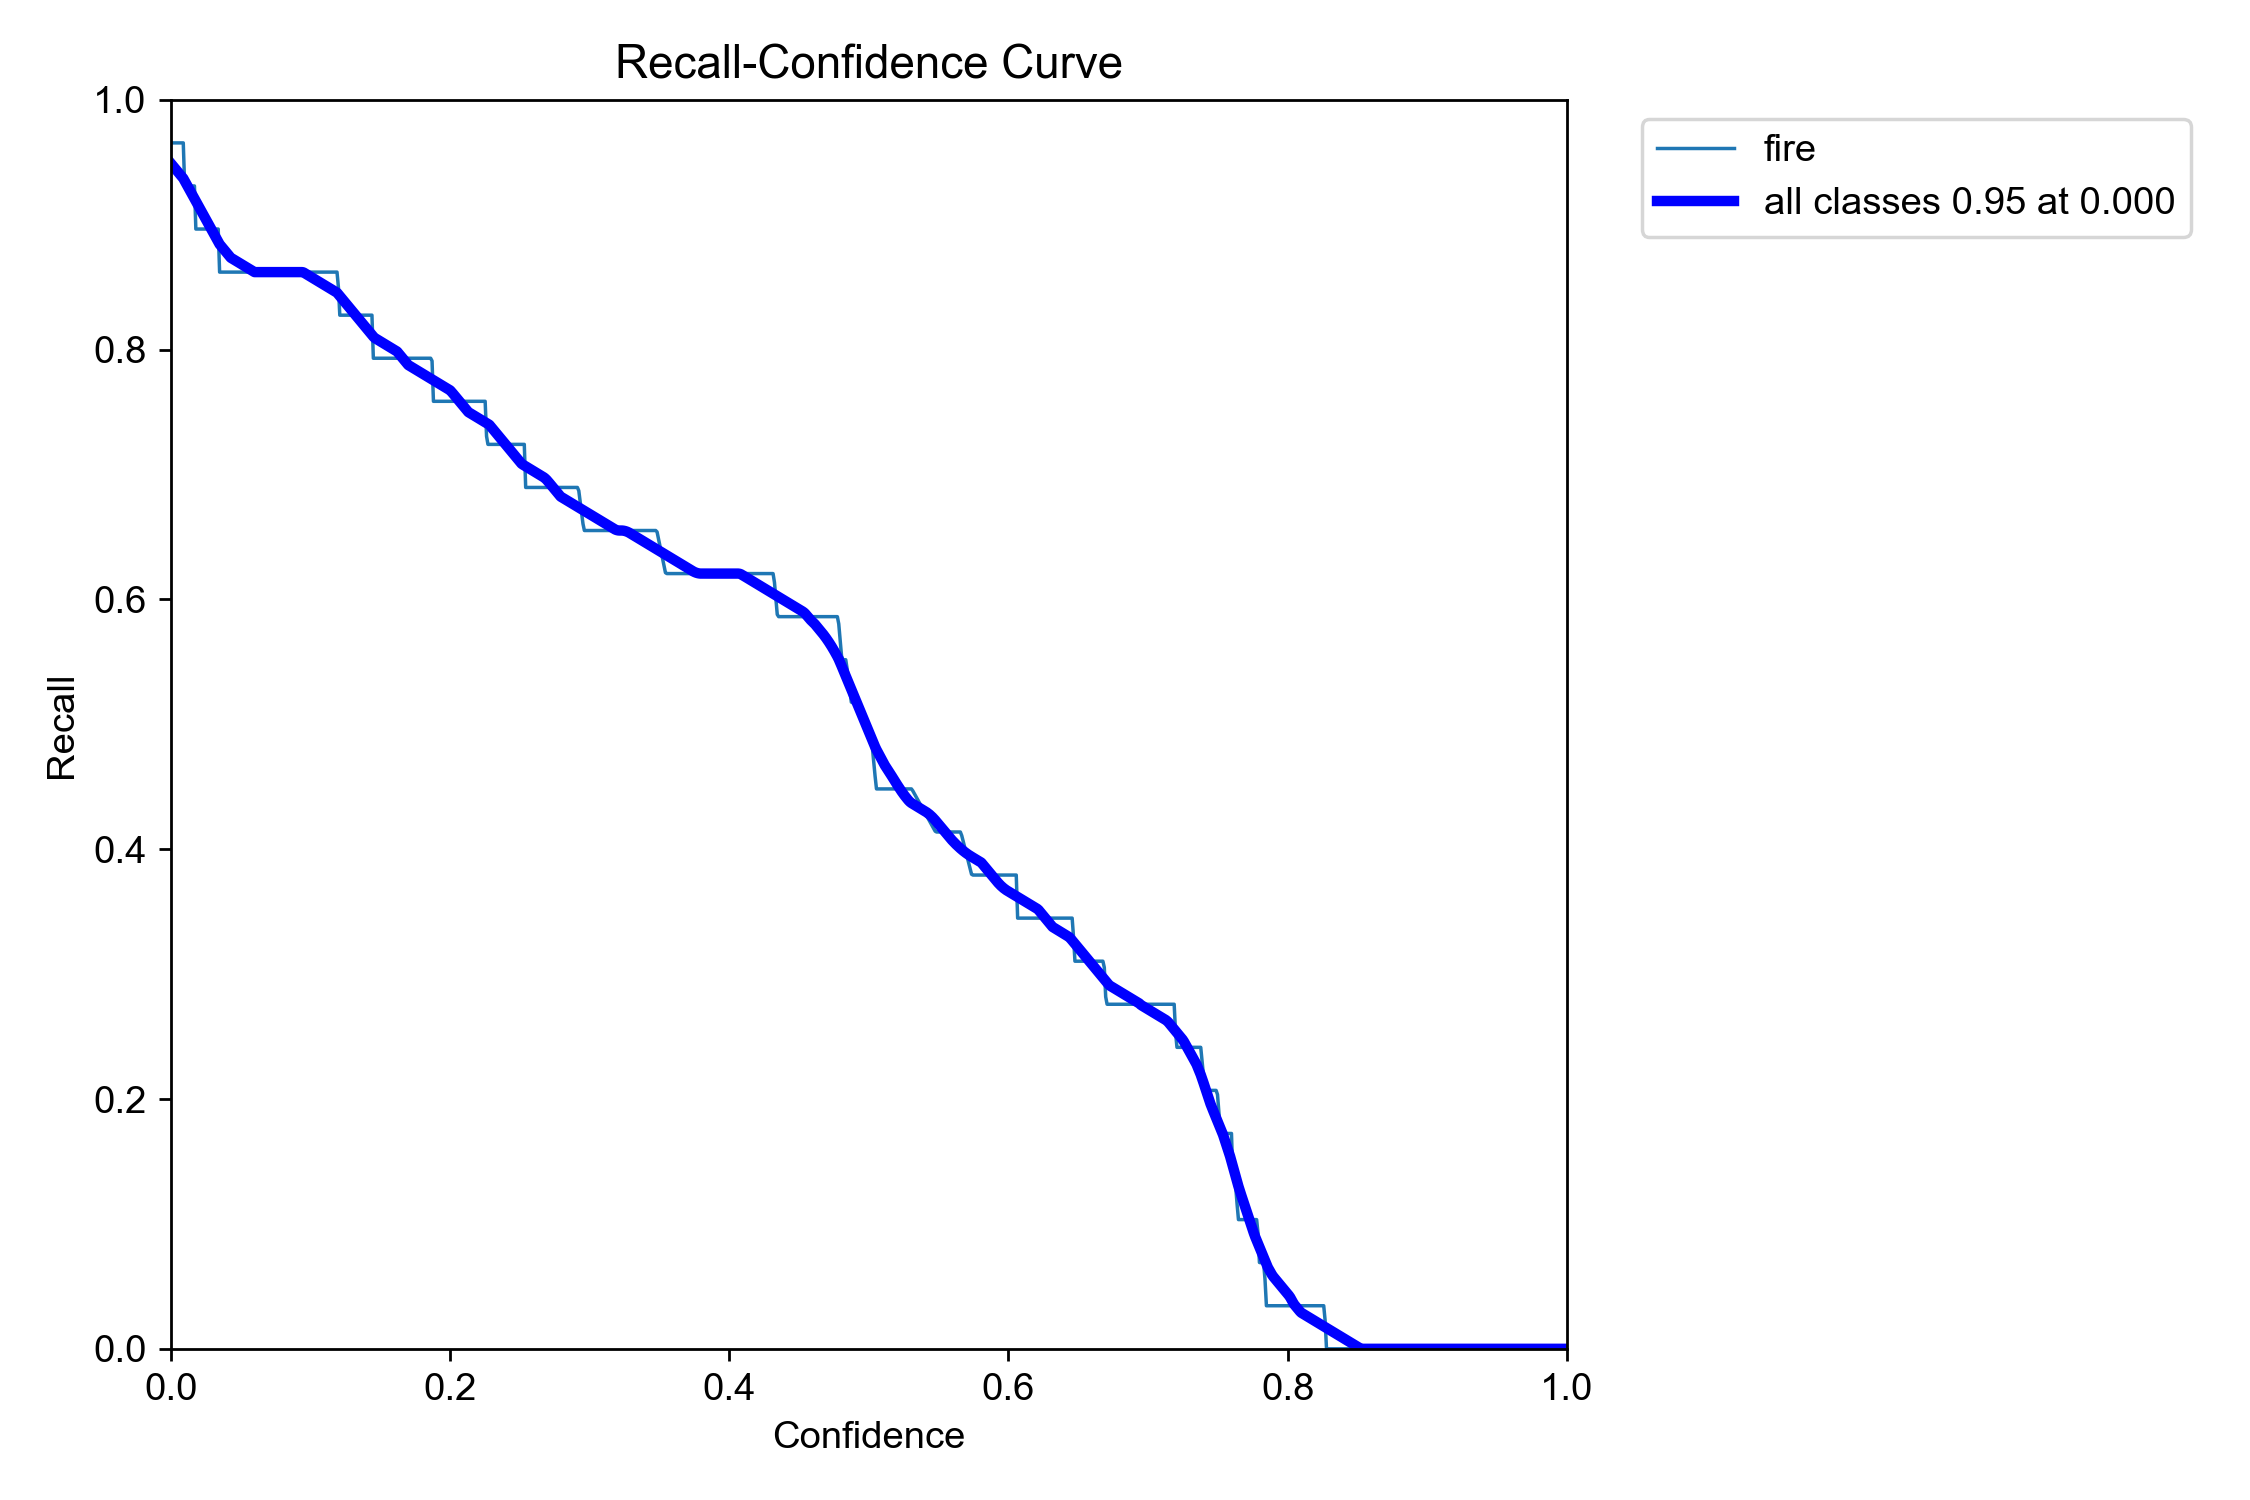 Recall-Confidence Curve
1.0
0.8
0.6
0.4
0.2
0.0
Recall
0.0 0.2 0.4 0.6 0.8 1.0
Confidence
fire
all classes 0.95 at 0.000